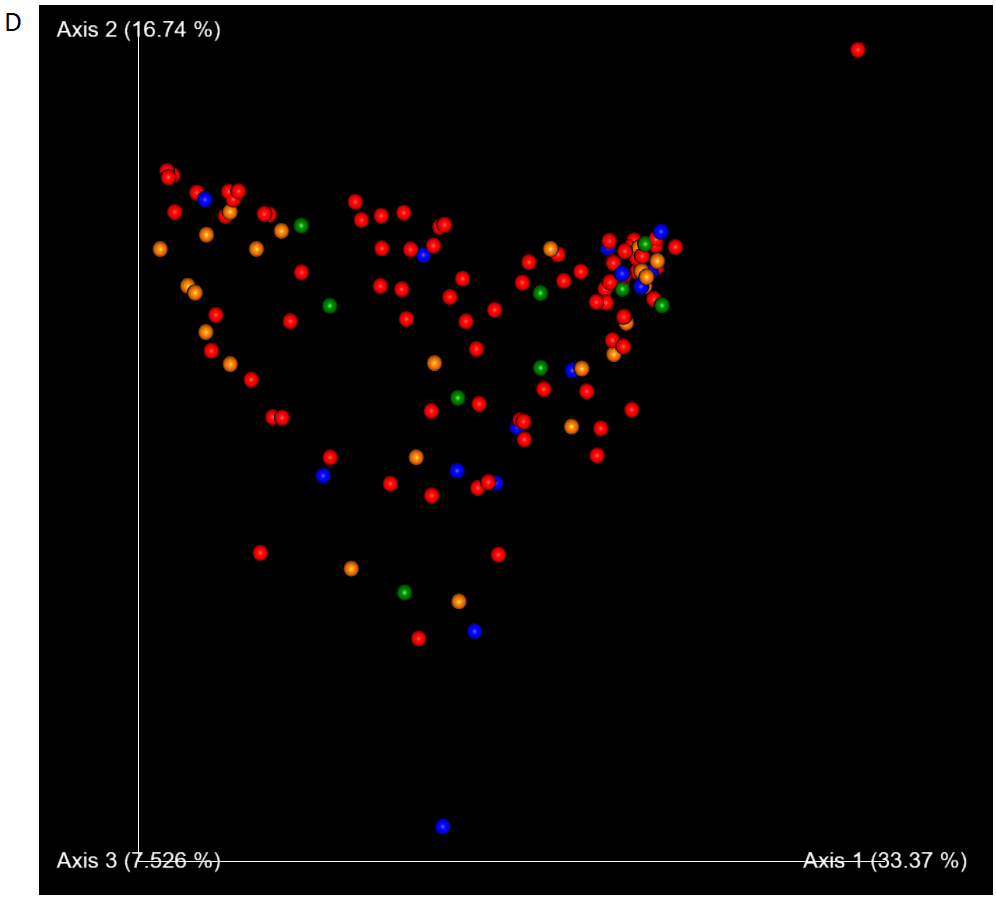 D
Axis 2 (16.74 %)
Axis 3 (7.526 %)
Axis 1 (33.37 %)